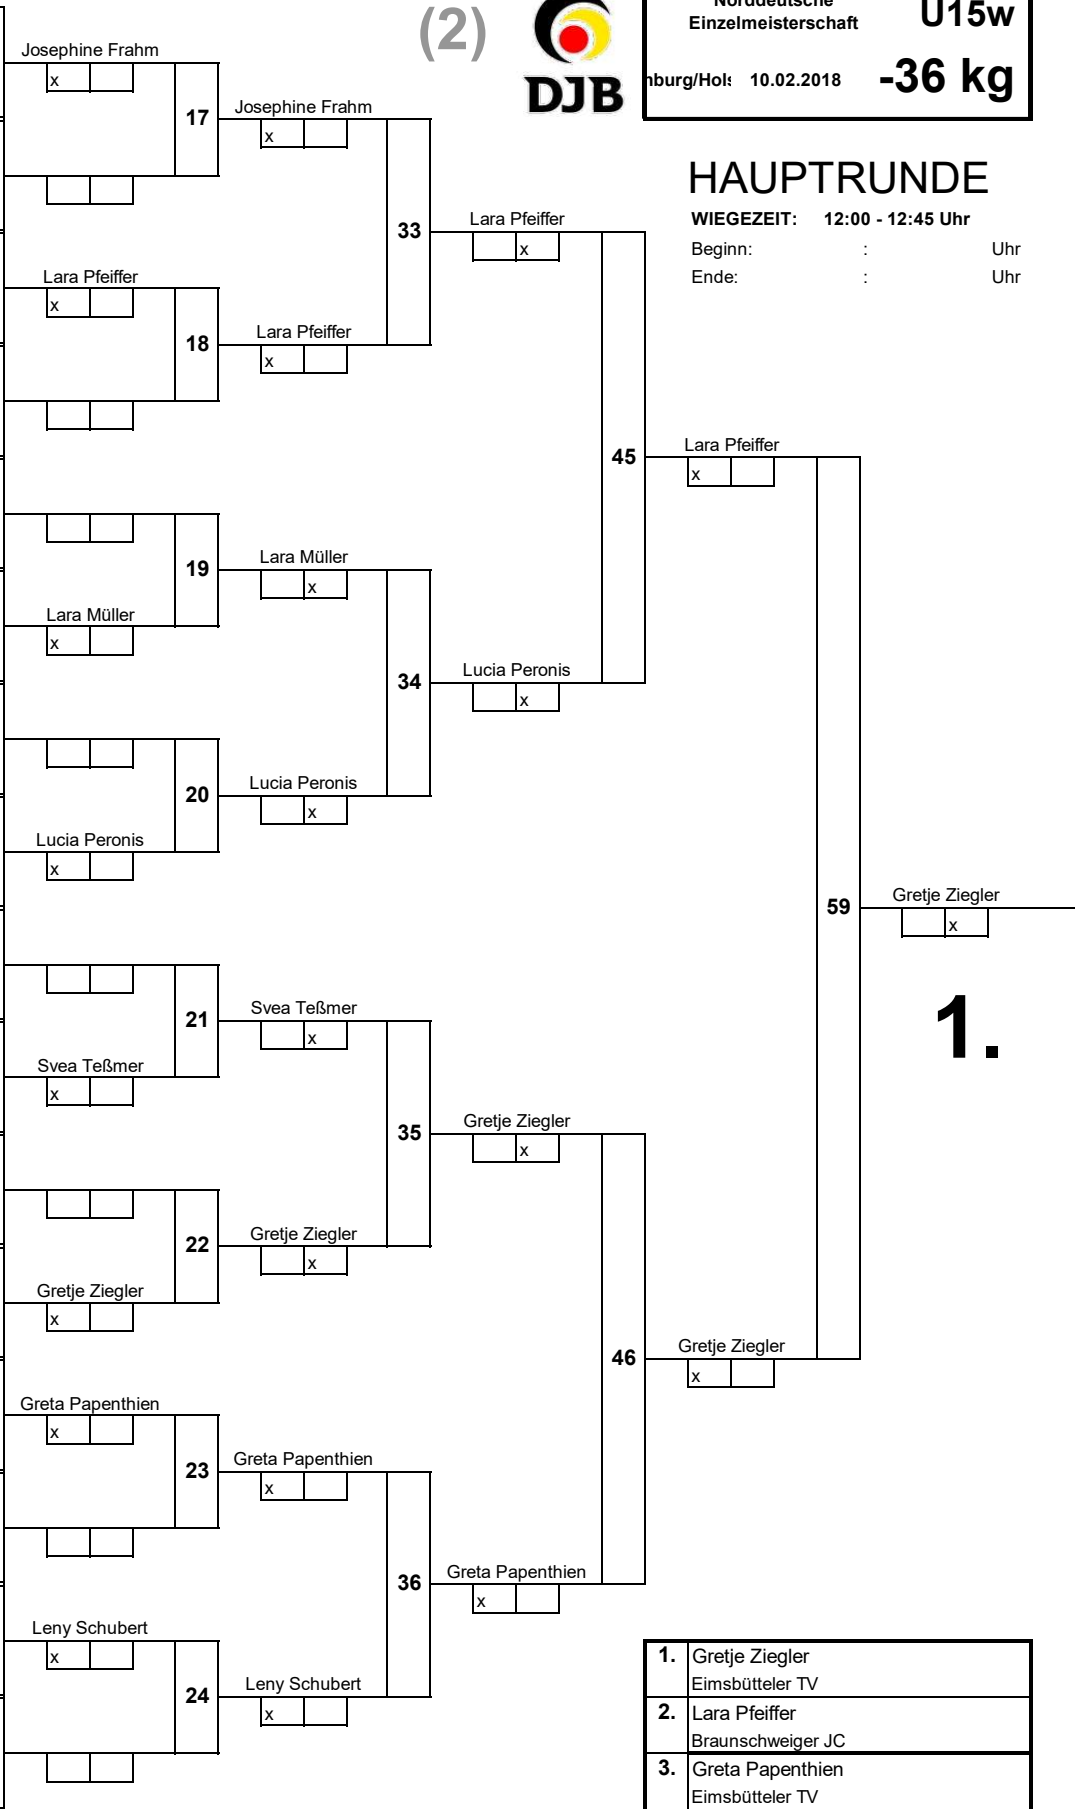 (2)
DJB
Norddeutsche
Einzelmeisterschaft
U15w
10.02.2018
-36 kg
HAUPTRUNDE
WIEGEZEIT: 12:00 - 12:45 Uhr
Beginn: : Uhr
Ende: : Uhr
Josephine Frahm
x
17
Josephine Frahm
x
33
Lara Pfeiffer
x
Lara Pfeiffer
x
18
Lara Pfeiffer
x
45
Lara Pfeiffer
x
19
Lara Müller
x
Lara Müller
x
34
Lucia Peronis
x
20
Lucia Peronis
x
Lucia Peronis
x
59
Gretje Ziegler
x
1.
21
Svea Teßmer
x
Svea Teßmer
x
35
Gretje Ziegler
x
22
Gretje Ziegler
x
Gretje Ziegler
x
46
Gretje Ziegler
x
Greta Papenthien
x
23
Greta Papenthien
x
36
Greta Papenthien
x
Leny Schubert
x
24
Leny Schubert
x
1. Gretje Ziegler
Eimsbütteler TV
2. Lara Pfeiffer
Braunschweiger JC
3. Greta Papenthien
Eimsbütteler TV